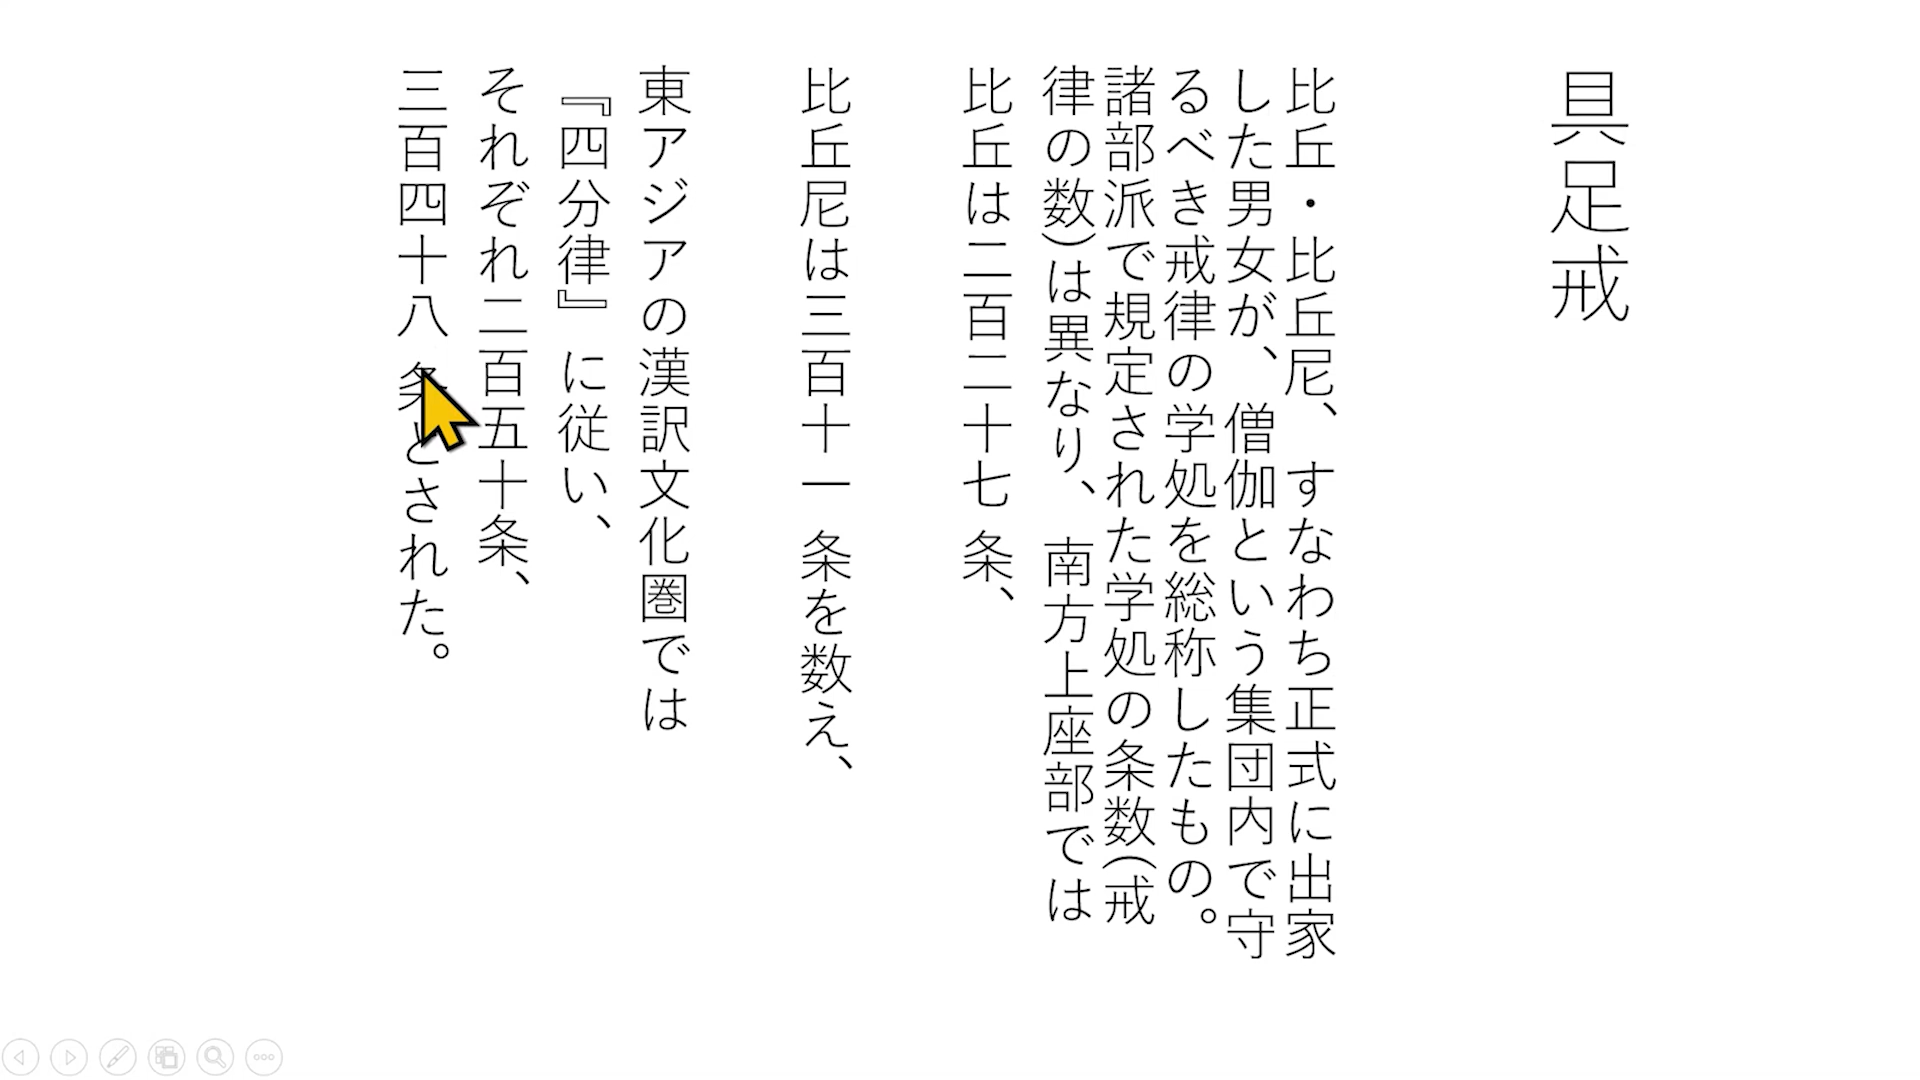 具足戒
比丘・比丘尼、すなわち正式に出家
した男女が、僧伽という集団内で守
るべき戒律の学処を総称したもの。
諸部派で規定された学処の条数(戒
律の数)は異なり、南方上座部では
比丘は二百二十七条、
比丘尼は三百十一条を数え、
東アジアの漢訳文化圏では
『四分律』に従い、
それぞれ二百五十条、
三百四十八条とされた。